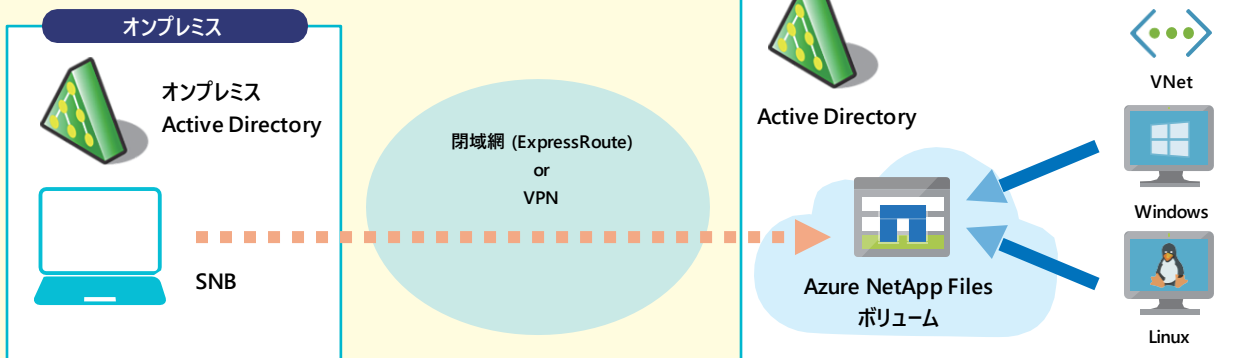 オンプレミス
オンプレミス
Active Directory
SNB
閉域網 (ExpressRoute)
or
VPN
Active Directory
Azure NetApp Files
ボリューム
VNet
Windows
Linux